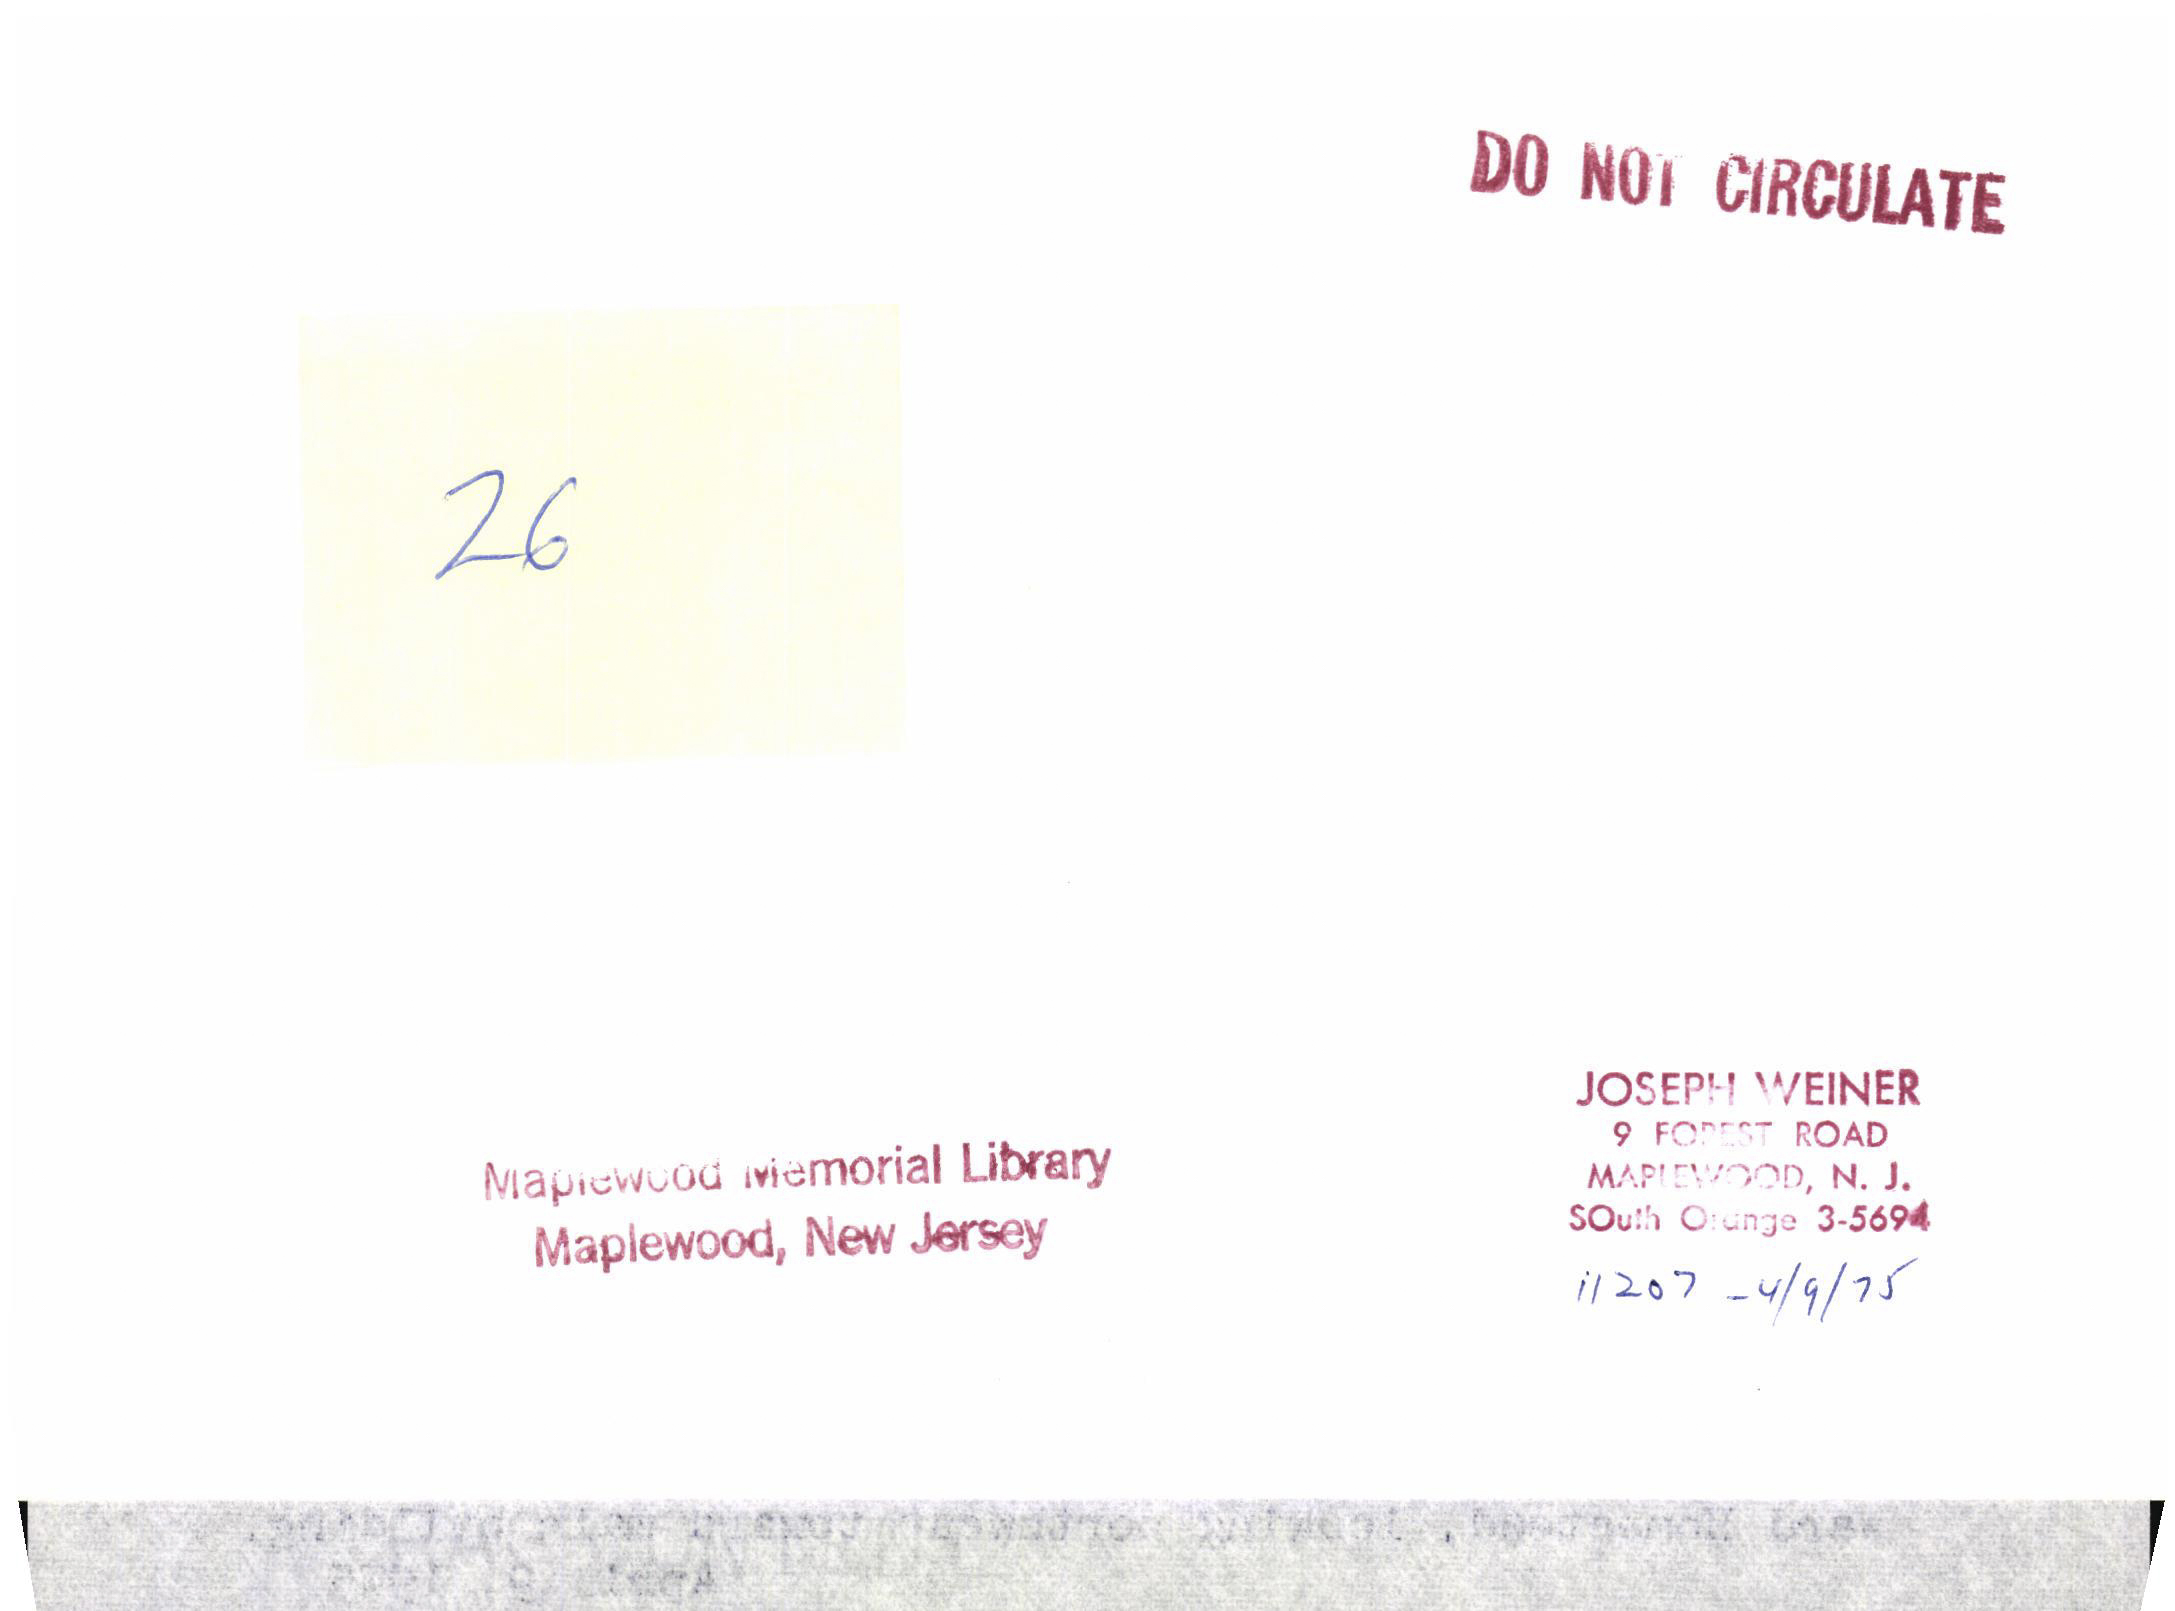 DO NOT CIRCULATE
26
Maplewood Memorial Library
Maplewood, New Jersey
JOSEPH WEINER
9 FOREST ROAD
MAPLEWOOD, N. J.
SOuth Orange 3-5694
11207 - 4/9/75